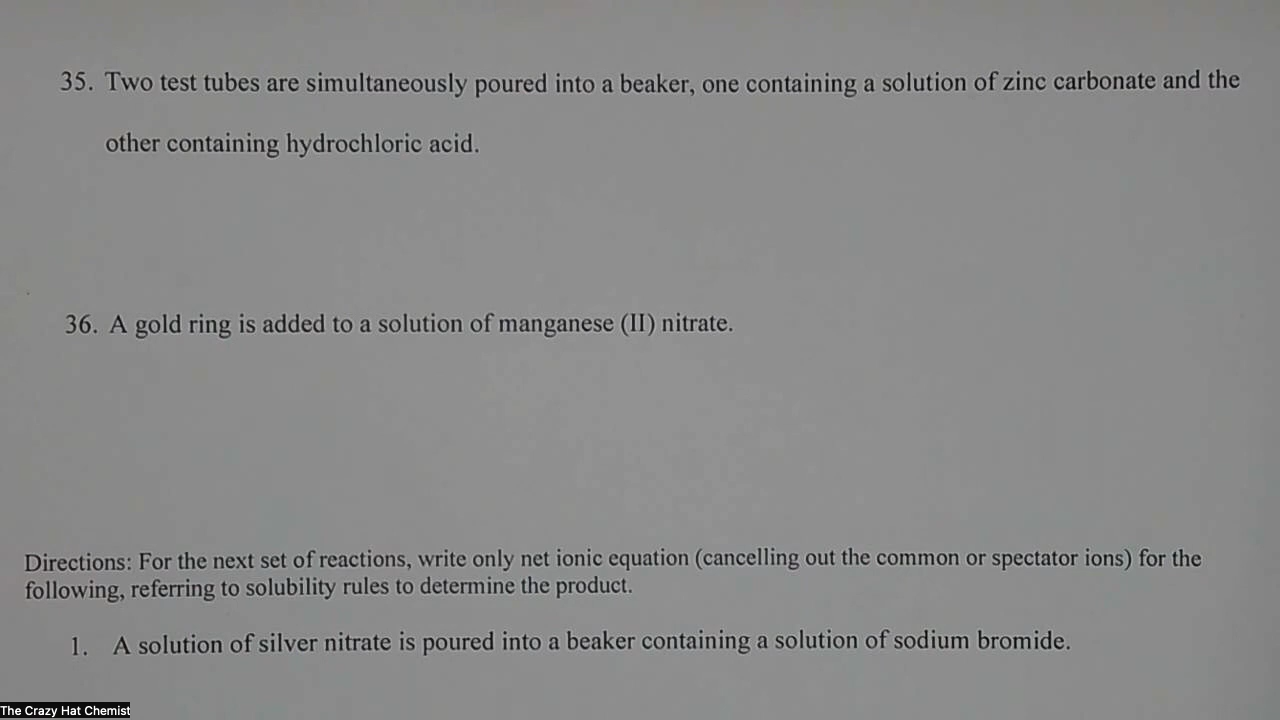 35. Two test tubes are simultaneously poured into a beaker, one containing a solution of zinc carbonate and the
other containing hydrochloric acid.
36. A gold ring is added to a solution of manganese (II) nitrate.
Directions: For the next set of reactions, write only net ionic equation (cancelling out the common or spectator ions) for the
following, referring to solubility rules to determine the product.
1. A solution of silver nitrate is poured into a beaker containing a solution of sodium bromide.
The Crazy Hat Chemist